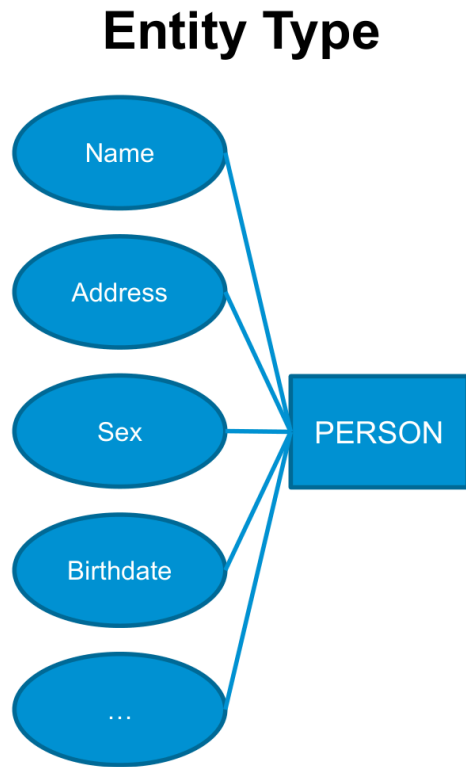 Entity Type
Name
Address
Sex
PERSON
Birthdate
...